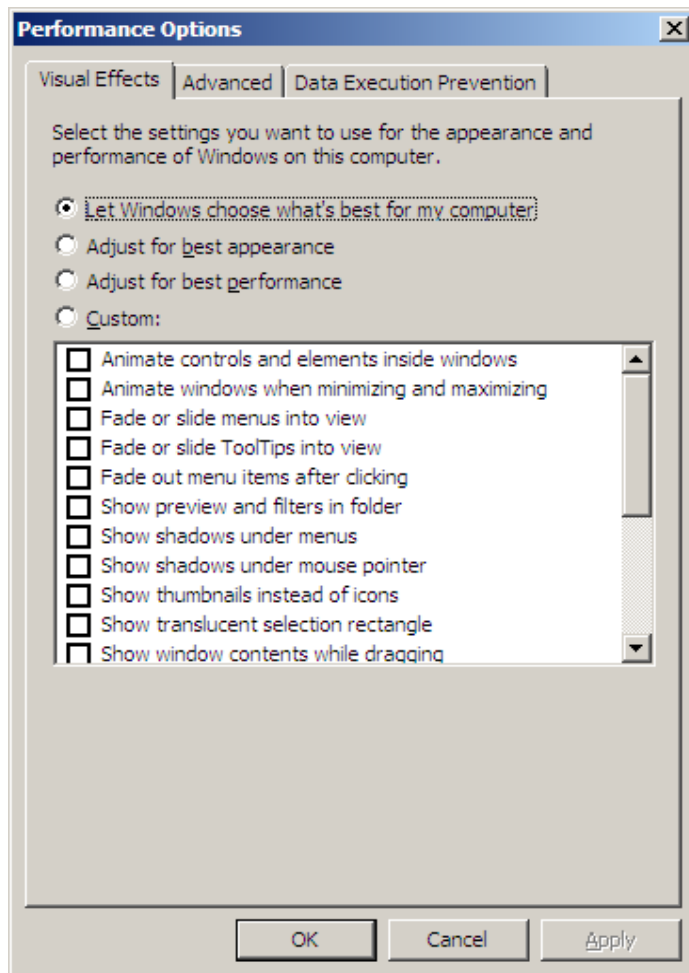 Performance Options
Visual Effects Advanced Data Execution Prevention
Select the settings you want to use for the appearance and
performance of Windows on this computer.
Let Windows choose what's best for my computer
Adjust for best appearance
Adjust for best performance
Custom:
Animate controls and elements inside windows
Animate windows when minimizing and maximizing
Fade or slide menus into view
Fade or slide ToolTips into view
Fade out menu items after clicking
Show preview and filters in folder
Show shadows under menus
Show shadows under mouse pointer
Show thumbnails instead of icons
Show translucent selection rectangle
Show window contents while dragging
OK Cancel Apply